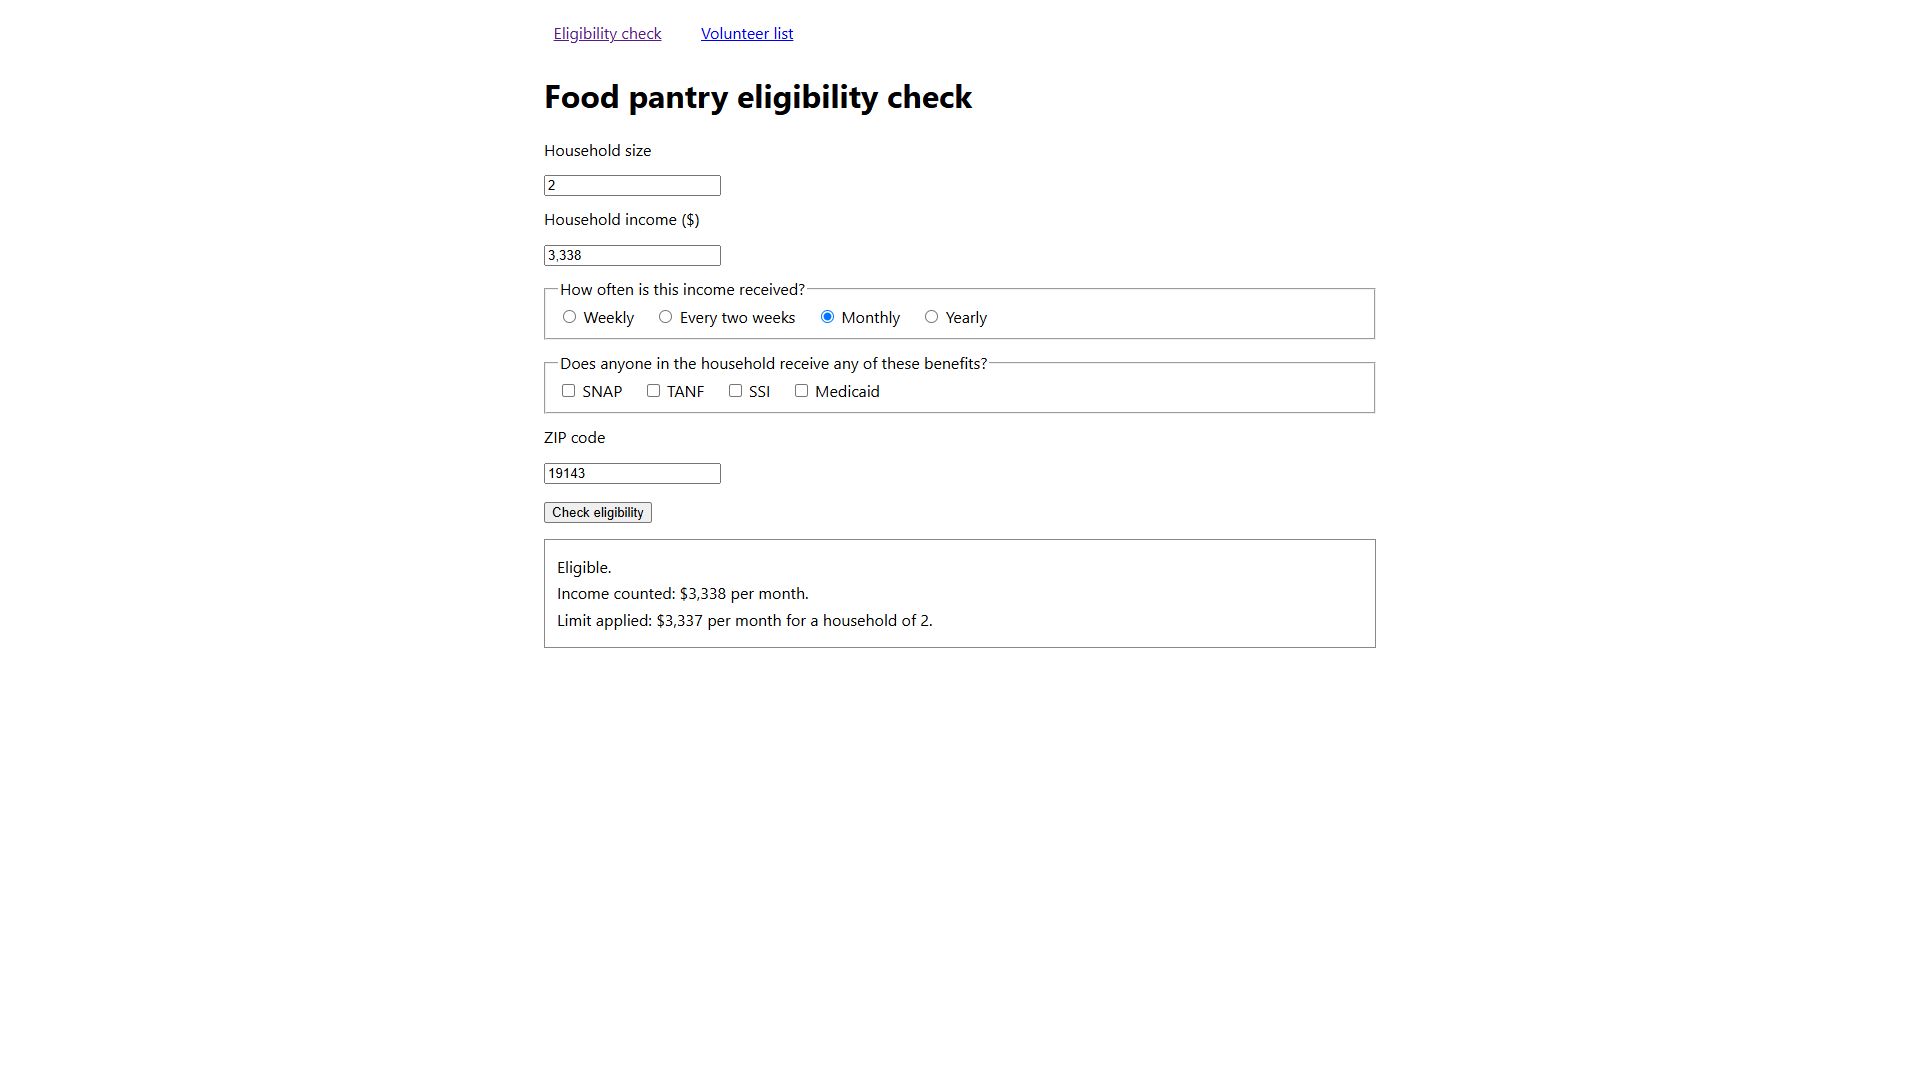 Eligibility check Volunteer list
Food pantry eligibility check
Household size
2
Household income ($)
3,338
How often is this income received?
Weekly Every two weeks Monthly Yearly
Does anyone in the household receive any of these benefits?
SNAP TANF SSI Medicaid
ZIP code
19143
Check eligibility
Eligible.
Income counted: $3,338 per month.
Limit applied: $3,337 per month for a household of 2.